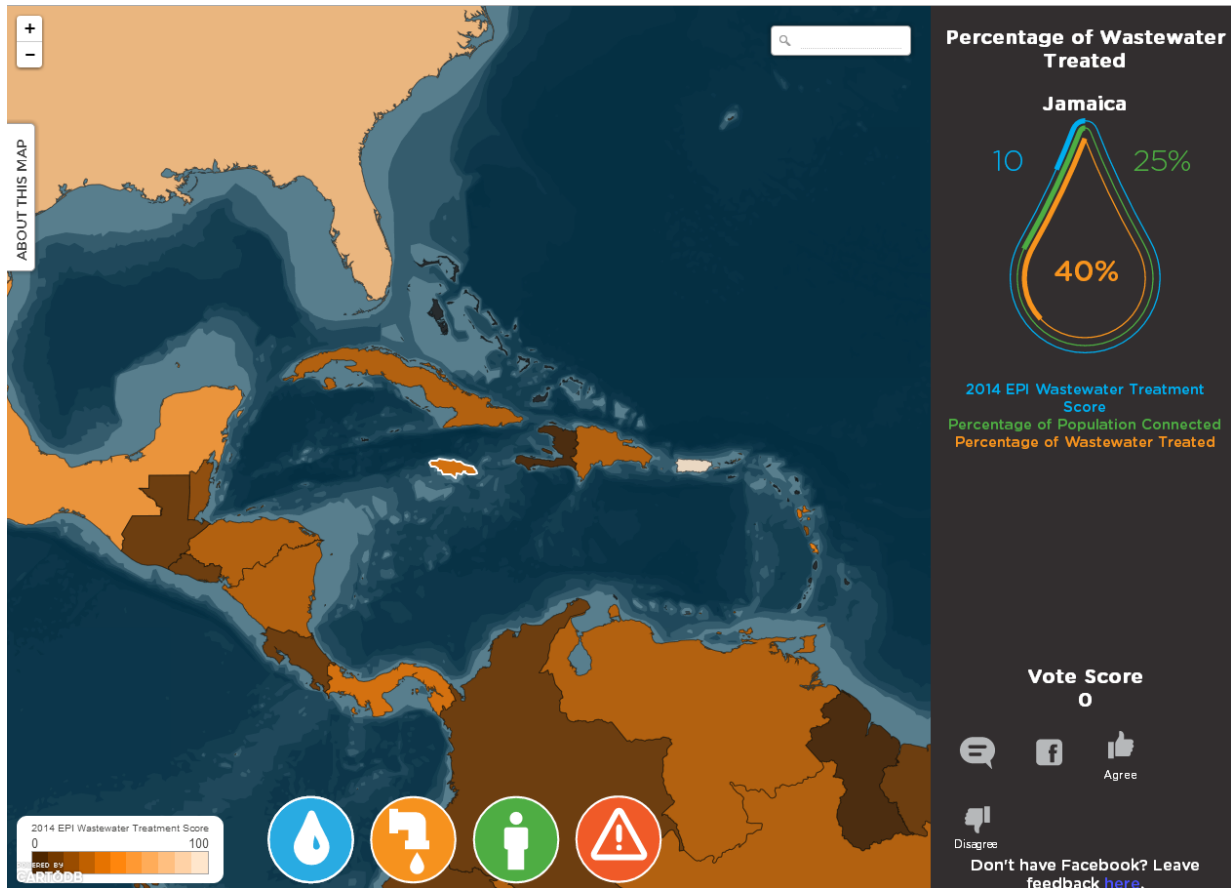 +
−
ABOUT THIS MAP
Percentage of Wastewater
Treated
Jamaica
10
25%
40%
2014 EPI Wastewater Treatment
Score
Percentage of Population Connected
Percentage of Wastewater Treated
Vote Score
0
f
Agree
Disagree
Don't have Facebook? Leave
feedback here.
2014 EPI Wastewater Treatment Score
0 100
POWERED BY
CARTODB